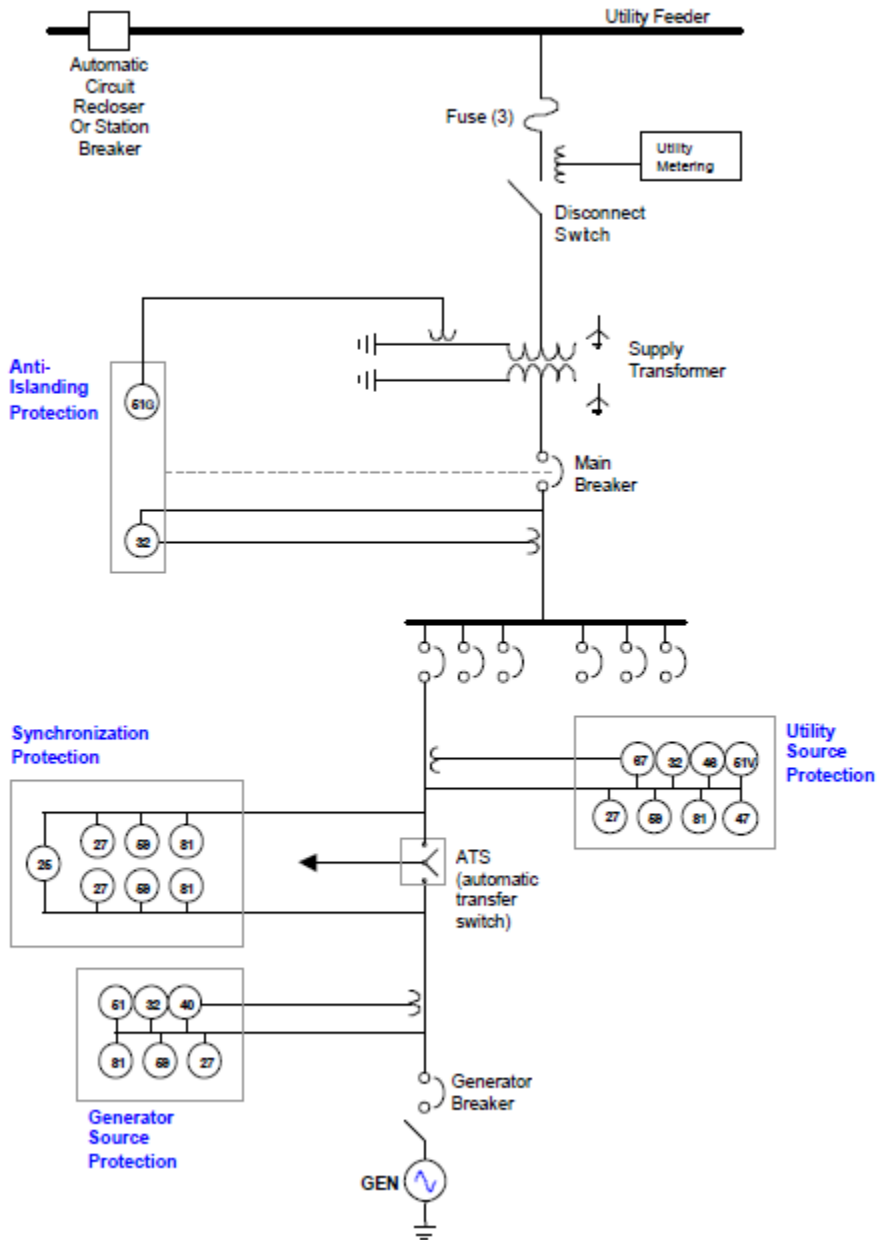 Utility Feeder
Automatic
Circuit
Recloser
Or Station
Breaker
Fuse (3)
Utility
Metering
Disconnect
Switch
Supply
Transformer
Anti-
Islanding
Protection
51G
Main
Breaker
32
Synchronization
Protection
Utility
Source
Protection
67 32 46 51V
27 59 81 47
27 59 81
25
27 59 81
ATS
(automatic
transfer
switch)
51 32 40
81 59 27
Generator
Breaker
Generator
Source
Protection
GEN